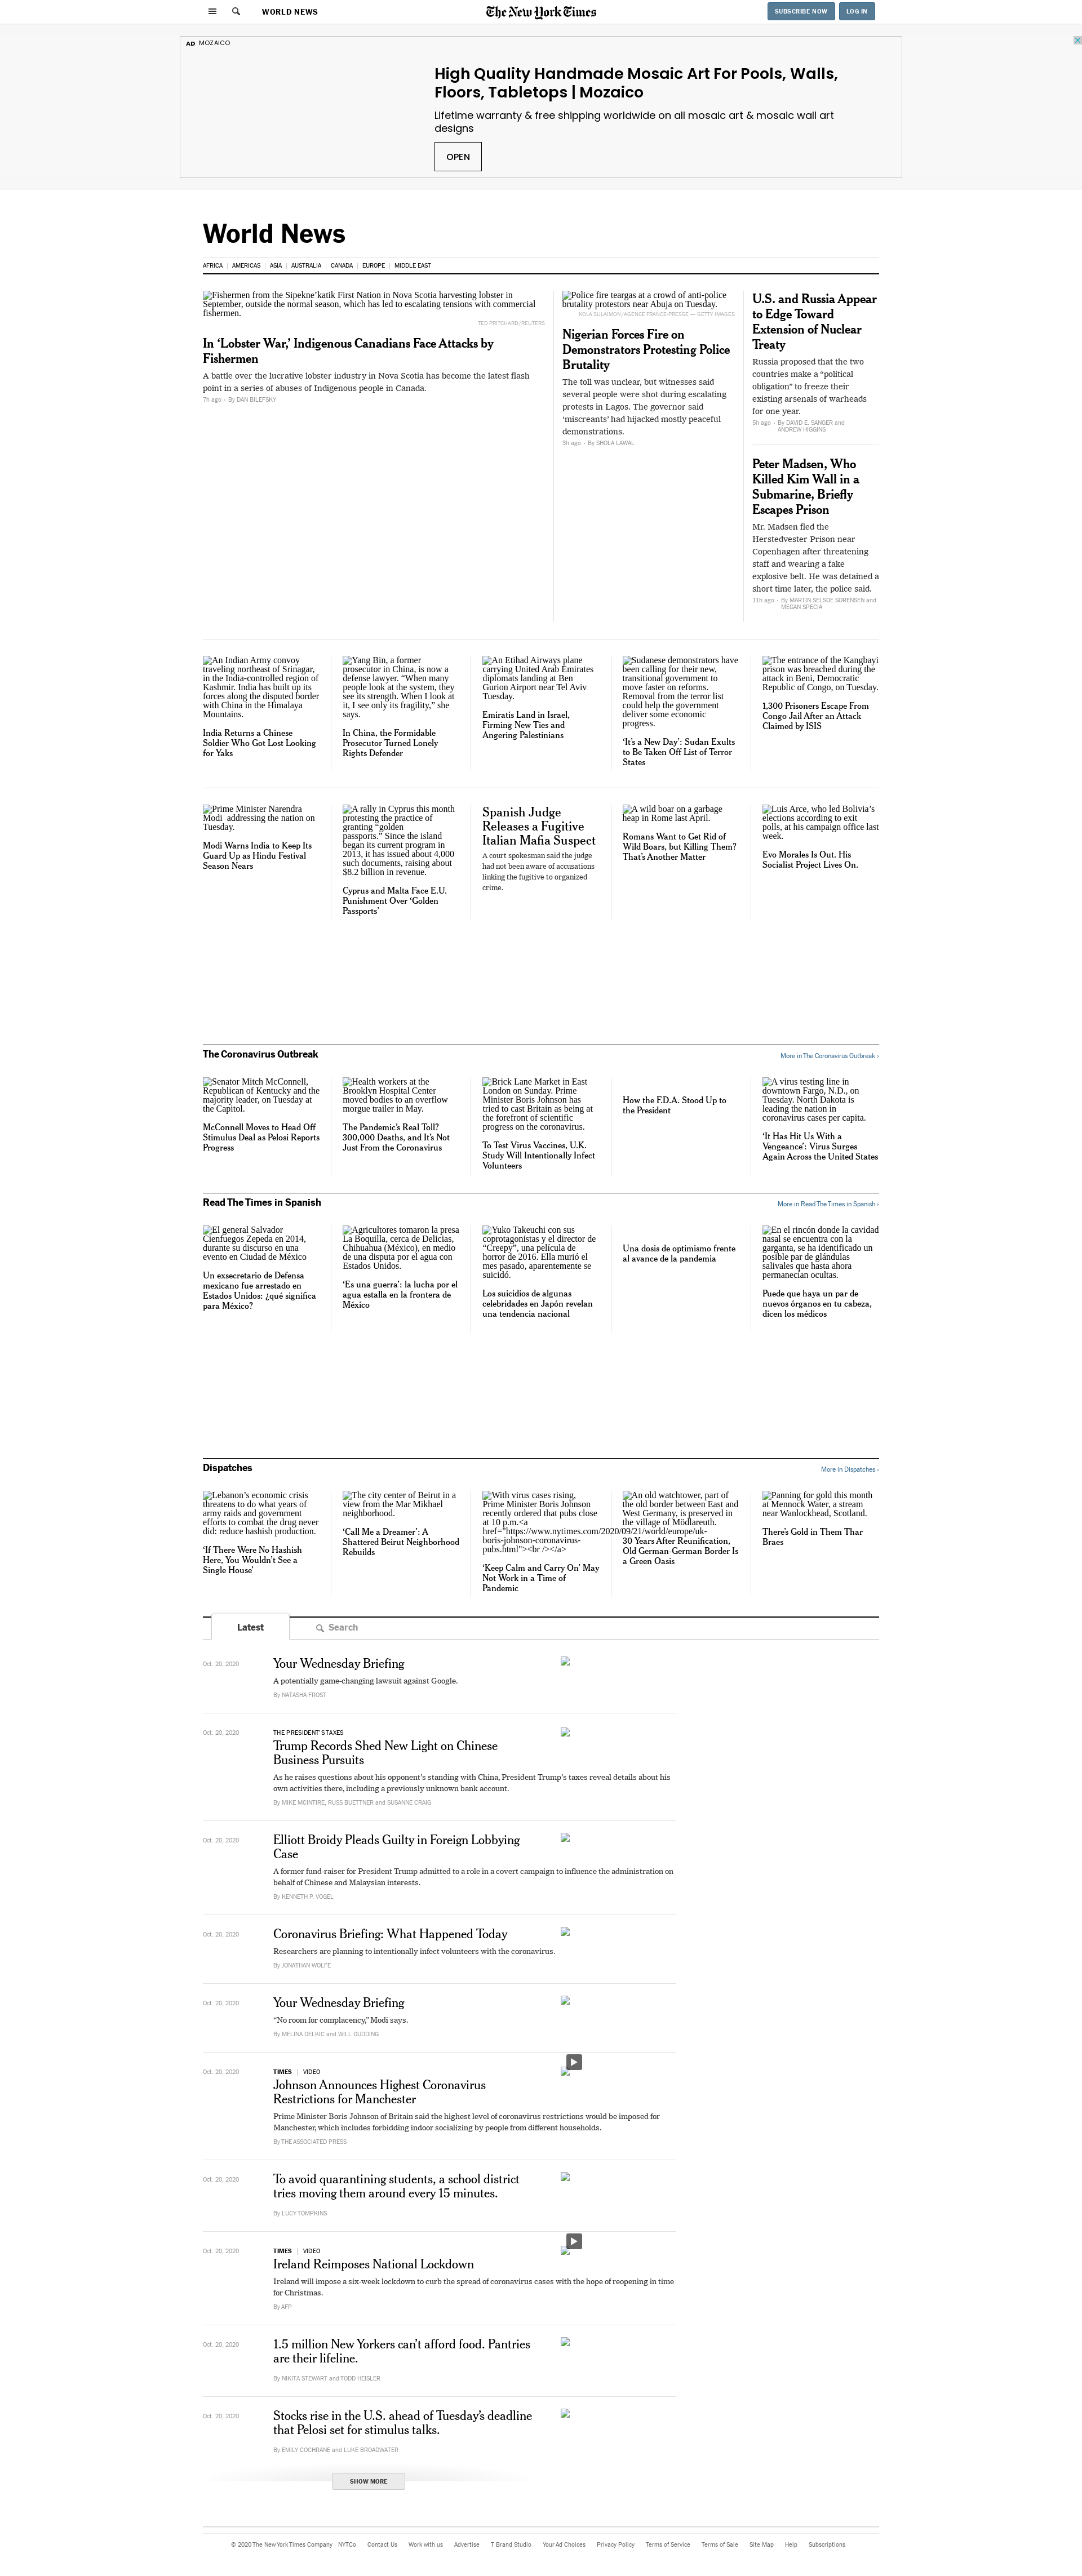 WORLD NEWS
The New York Times
SUBSCRIBE NOW
LOG IN
AD MOZAICO
High Quality Handmade Mosaic Art For Pools, Walls,
Floors, Tabletops | Mozaico
Lifetime warranty & free shipping worldwide on all mosaic art & mosaic wall art
designs
OPEN
World News
AFRICA | AMERICAS | ASIA | AUSTRALIA | CANADA | EUROPE | MIDDLE EAST
Fishermen from the Sipekne’katik First Nation in Nova Scotia harvesting lobster in
September, outside the normal season, which has led to escalating tensions with commercial
fishermen.
TED PRITCHARD/REUTERS
In ‘Lobster War,’ Indigenous Canadians Face Attacks by
Fishermen
A battle over the lucrative lobster industry in Nova Scotia has become the latest flash
point in a series of abuses of Indigenous people in Canada.
7h ago • By DAN BILEFSKY
Police fire teargas at a crowd of anti-police
brutality protestors near Abuja on Tuesday.
KOLA SULAIMON/AGENCE FRANCE-PRESSE — GETTY IMAGES
Nigerian Forces Fire on
Demonstrators Protesting Police
Brutality
The toll was unclear, but witnesses said
several people were shot during escalating
protests in Lagos. The governor said
‘miscreants’ had hijacked mostly peaceful
demonstrations.
3h ago • By SHOLA LAWAL
U.S. and Russia Appear
to Edge Toward
Extension of Nuclear
Treaty
Russia proposed that the two
countries make a “political
obligation” to freeze their
existing arsenals of warheads
for one year.
5h ago • By DAVID E. SANGER and
ANDREW HIGGINS
Peter Madsen, Who
Killed Kim Wall in a
Submarine, Briefly
Escapes Prison
Mr. Madsen fled the
Herstedvester Prison near
Copenhagen after threatening
staff and wearing a fake
explosive belt. He was detained a
short time later, the police said.
11h ago • By MARTIN SELSOE SORENSEN and
MEGAN SPECIA
An Indian Army convoy
traveling northeast of Srinagar,
in the India-controlled region of
Kashmir. India has built up its
forces along the disputed border
with China in the Himalaya
Mountains.
India Returns a Chinese
Soldier Who Got Lost Looking
for Yaks
Yang Bin, a former
prosecutor in China, is now a
defense lawyer. “When many
people look at the system, they
see its strength. When I look at
it, I see only its fragility,” she
says.
In China, the Formidable
Prosecutor Turned Lonely
Rights Defender
An Etihad Airways plane
carrying United Arab Emirates
diplomats landing at Ben
Gurion Airport near Tel Aviv
Tuesday.
Emiratis Land in Israel,
Firming New Ties and
Angering Palestinians
Sudanese demonstrators have
been calling for their new,
transitional government to
move faster on reforms.
Removal from the terror list
could help the government
deliver some economic
progress.
‘It’s a New Day’: Sudan Exults
to Be Taken Off List of Terror
States
The entrance of the Kangbayi
prison was breached during the
attack in Beni, Democratic
Republic of Congo, on Tuesday.
1,300 Prisoners Escape From
Congo Jail After an Attack
Claimed by ISIS
Prime Minister Narendra
Modi addressing the nation on
Tuesday.
Modi Warns India to Keep Its
Guard Up as Hindu Festival
Season Nears
A rally in Cyprus this month
protesting the practice of
granting “golden
passports.” Since the island
began its current program in
2013, it has issued about 4,000
such documents, raising about
$8.2 billion in revenue.
Cyprus and Malta Face E.U.
Punishment Over ‘Golden
Passports’
Spanish Judge
Releases a Fugitive
Italian Mafia Suspect
A court spokesman said the judge
had not been aware of accusations
linking the fugitive to organized
crime.
A wild boar on a garbage
heap in Rome last April.
Romans Want to Get Rid of
Wild Boars, but Killing Them?
That’s Another Matter
Luis Arce, who led Bolivia’s
elections according to exit
polls, at his campaign office last
week.
Evo Morales Is Out. His
Socialist Project Lives On.
The Coronavirus Outbreak
More in The Coronavirus Outbreak ›
Senator Mitch McConnell,
Republican of Kentucky and the
majority leader, on Tuesday at
the Capitol.
McConnell Moves to Head Off
Stimulus Deal as Pelosi Reports
Progress
Health workers at the
Brooklyn Hospital Center
moved bodies to an overflow
morgue trailer in May.
The Pandemic’s Real Toll?
300,000 Deaths, and It’s Not
Just From the Coronavirus
Brick Lane Market in East
London on Sunday. Prime
Minister Boris Johnson has
tried to cast Britain as being at
the forefront of scientific
progress on the coronavirus.
To Test Virus Vaccines, U.K.
Study Will Intentionally Infect
Volunteers
How the F.D.A. Stood Up to
the President
A virus testing line in
downtown Fargo, N.D., on
Tuesday. North Dakota is
leading the nation in
coronavirus cases per capita.
‘It Has Hit Us With a
Vengeance’: Virus Surges
Again Across the United States
Read The Times in Spanish
More in Read The Times in Spanish ›
El general Salvador
Cienfuegos Zepeda en 2014,
durante su discurso en una
evento en Ciudad de México
Un exsecretario de Defensa
mexicano fue arrestado en
Estados Unidos: ¿qué significa
para México?
Agricultores tomaron la presa
La Boquilla, cerca de Delicias,
Chihuahua (México), en medio
de una disputa por el agua con
Estados Unidos.
‘Es una guerra’: la lucha por el
agua estalla en la frontera de
México
Yuko Takeuchi con sus
coprotagonistas y el director de
“Creepy”, una película de
horror de 2016. Ella murió el
mes pasado, aparentemente se
suicidó.
Los suicidios de algunas
celebridades en Japón revelan
una tendencia nacional
Una dosis de optimismo frente
al avance de la pandemia
En el rincón donde la cavidad
nasal se encuentra con la
garganta, se ha identificado un
posible par de glándulas
salivales que hasta ahora
permanecían ocultas.
Puede que haya un par de
nuevos órganos en tu cabeza,
dicen los médicos
Dispatches
More in Dispatches ›
Lebanon’s economic crisis
threatens to do what years of
army raids and government
efforts to combat the drug never
did: reduce hashish production.
‘If There Were No Hashish
Here, You Wouldn’t See a
Single House’
The city center of Beirut in a
view from the Mar Mikhael
neighborhood.
‘Call Me a Dreamer’: A
Shattered Beirut Neighborhood
Rebuilds
With virus cases rising,
Prime Minister Boris Johnson
recently ordered that pubs close
at 10 p.m.<a
href="https://www.nytimes.com/2020/09/21/world/europe/uk-
boris-johnson-coronavirus-
pubs.html"><br /></a>
‘Keep Calm and Carry On’ May
Not Work in a Time of
Pandemic
An old watchtower, part of
the old border between East and
West Germany, is preserved in
the village of Mödlareuth.
30 Years After Reunification,
Old German-German Border Is
a Green Oasis
Panning for gold this month
at Mennock Water, a stream
near Wanlockhead, Scotland.
There’s Gold in Them Thar
Braes
Latest
Search
Oct. 20, 2020
Your Wednesday Briefing
A potentially game-changing lawsuit against Google.
By NATASHA FROST
Oct. 20, 2020
THE PRESIDENT’S TAXES
Trump Records Shed New Light on Chinese
Business Pursuits
As he raises questions about his opponent’s standing with China, President Trump’s taxes reveal details about his
own activities there, including a previously unknown bank account.
By MIKE MCINTIRE, RUSS BUETTNER and SUSANNE CRAIG
Oct. 20, 2020
Elliott Broidy Pleads Guilty in Foreign Lobbying
Case
A former fund-raiser for President Trump admitted to a role in a covert campaign to influence the administration on
behalf of Chinese and Malaysian interests.
By KENNETH P. VOGEL
Oct. 20, 2020
Coronavirus Briefing: What Happened Today
Researchers are planning to intentionally infect volunteers with the coronavirus.
By JONATHAN WOLFE
Oct. 20, 2020
Your Wednesday Briefing
“No room for complacency,” Modi says.
By MELINA DELKIC and WILL DUDDING
Oct. 20, 2020
TIMES | VIDEO
Johnson Announces Highest Coronavirus
Restrictions for Manchester
Prime Minister Boris Johnson of Britain said the highest level of coronavirus restrictions would be imposed for
Manchester, which includes forbidding indoor socializing by people from different households.
By THE ASSOCIATED PRESS
Oct. 20, 2020
To avoid quarantining students, a school district
tries moving them around every 15 minutes.
By LUCY TOMPKINS
Oct. 20, 2020
TIMES | VIDEO
Ireland Reimposes National Lockdown
Ireland will impose a six-week lockdown to curb the spread of coronavirus cases with the hope of reopening in time
for Christmas.
By AFP
Oct. 20, 2020
1.5 million New Yorkers can’t afford food. Pantries
are their lifeline.
By NIKITA STEWART and TODD HEISLER
Oct. 20, 2020
Stocks rise in the U.S. ahead of Tuesday’s deadline
that Pelosi set for stimulus talks.
By EMILY COCHRANE and LUKE BROADWATER
SHOW MORE
© 2020 The New York Times Company NYTCo Contact Us Work with us Advertise T Brand Studio Your Ad Choices Privacy Policy Terms of Service Terms of Sale Site Map Help Subscriptions